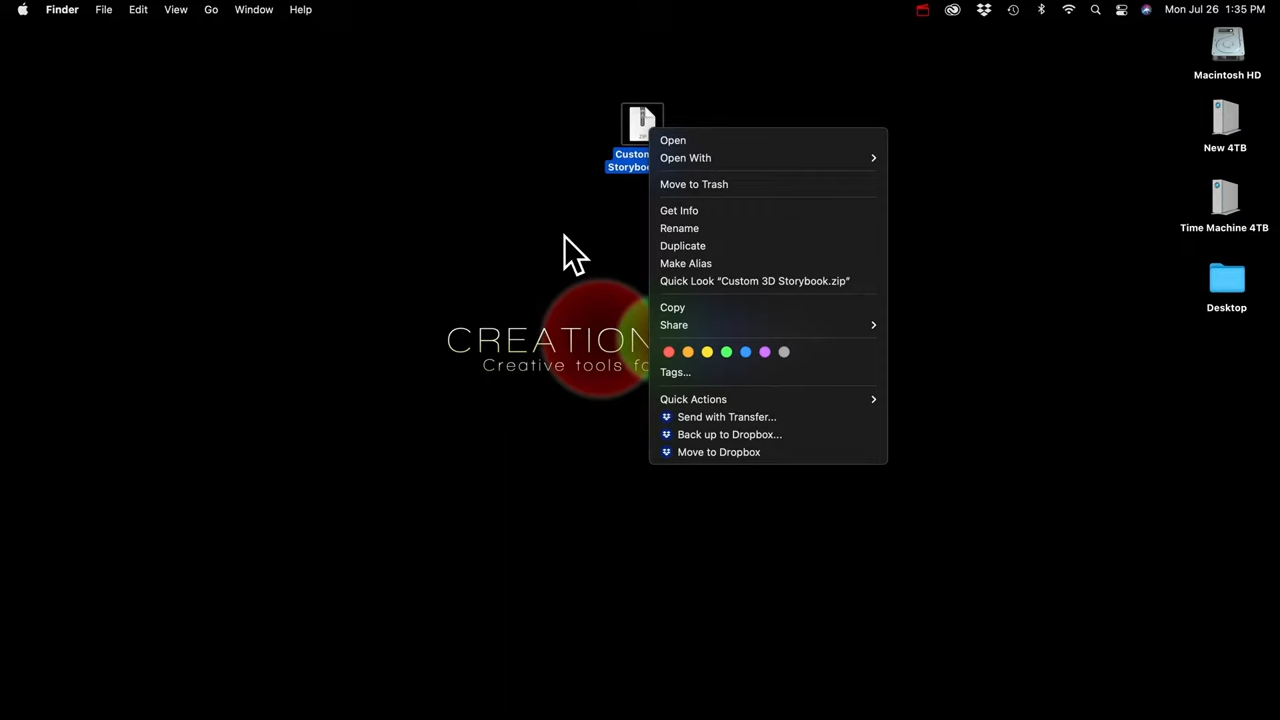 Finder File Edit View Go Window Help
Mon Jul 26 1:35 PM
Macintosh HD
New 4TB
Time Machine 4TB
Desktop
ZIP
Custom
Storybo
Open
Open With
Move to Trash
Get Info
Rename
Duplicate
Make Alias
Quick Look “Custom 3D Storybook.zip”
Copy
Share
Tags...
Quick Actions
Send with Transfer...
Back up to Dropbox...
Move to Dropbox
CREATION
Creative tools fo